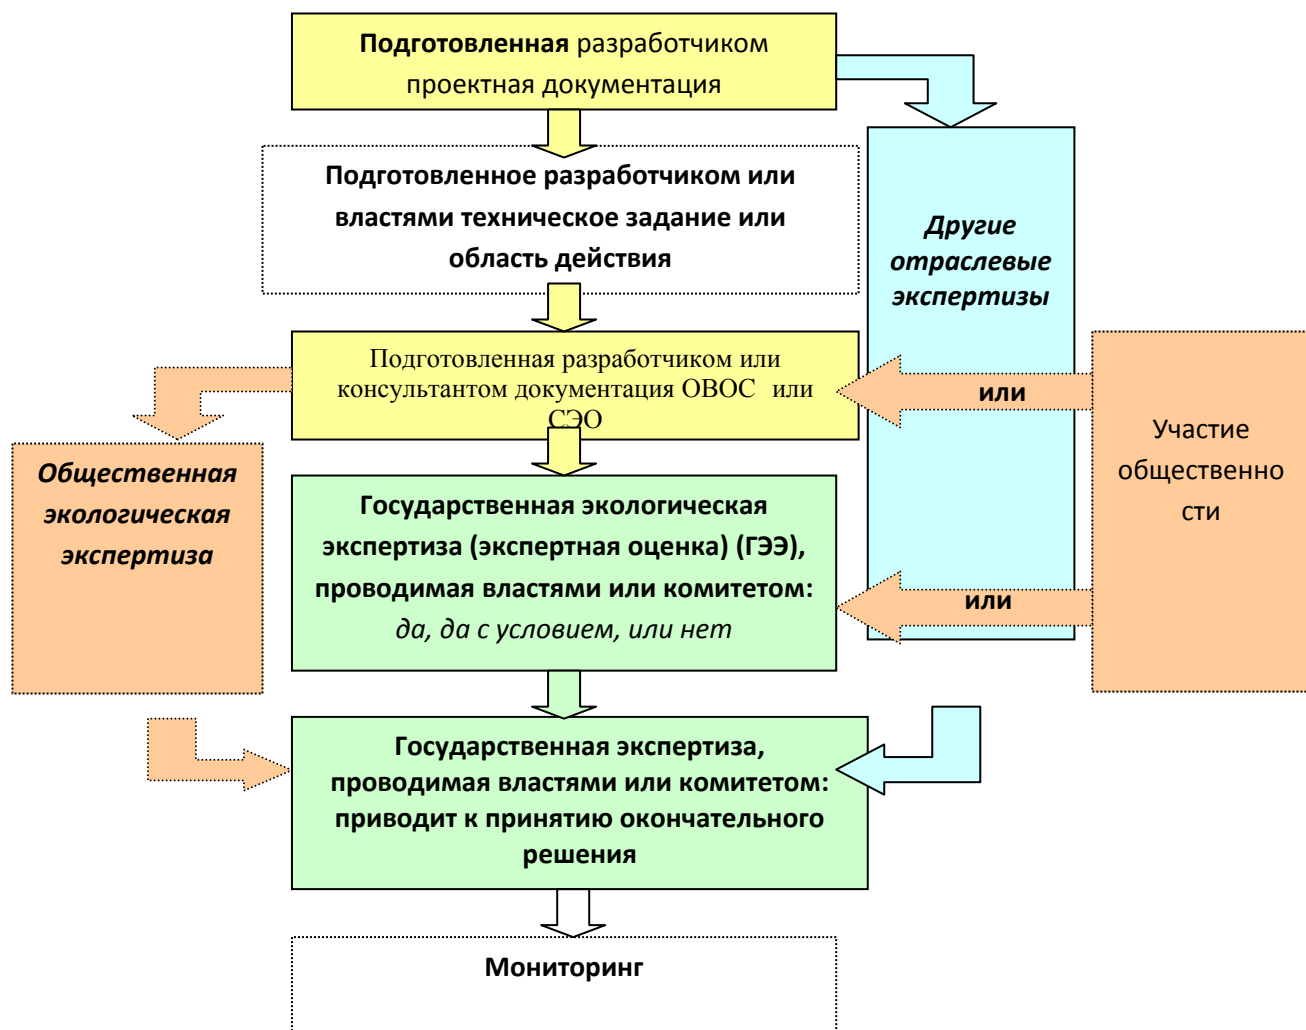 Подготовленная разработчиком
проектная документация
Подготовленное разработчиком или
властями техническое задание или
область действия
Другие
отраслевые
экспертизы
Подготовленная разработчиком или
консультантом документация ОВОС или
СЭО
или
Участие
общественно
сти
Общественная
экологическая
экспертиза
Государственная экологическая
экспертиза (экспертная оценка) (ГЭЭ),
проводимая властями или комитетом:
да, да с условием, или нет
или
Государственная экспертиза,
проводимая властями или комитетом:
приводит к принятию окончательного
решения
Мониторинг